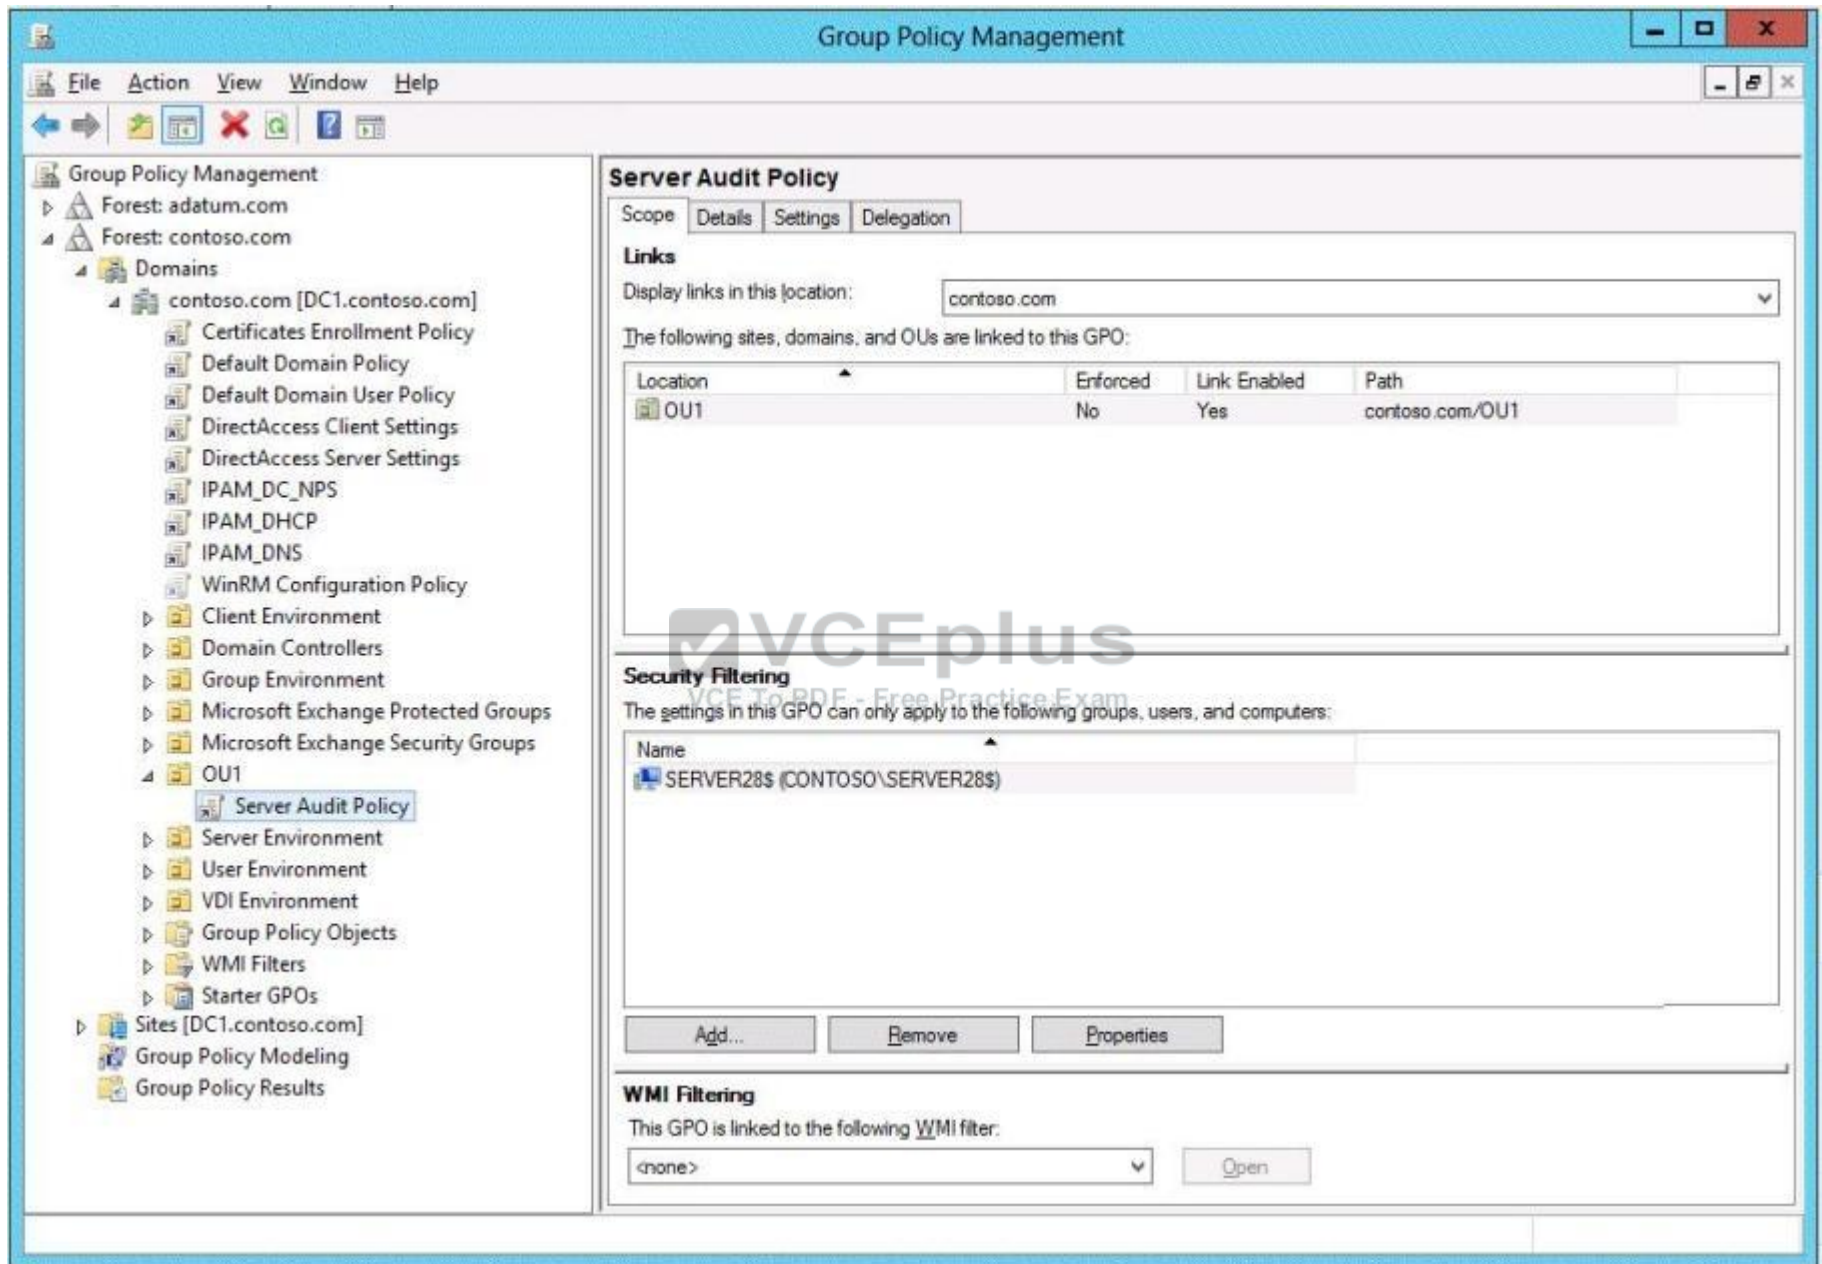 Group Policy Management
File Action View Window Help
Group Policy Management
Forest: adatum.com
Forest: contoso.com
Domains
contoso.com [DC1.contoso.com]
Certificates Enrollment Policy
Default Domain Policy
Default Domain User Policy
DirectAccess Client Settings
DirectAccess Server Settings
IPAM_DC_NPS
IPAM_DHCP
IPAM_DNS
WinRM Configuration Policy
Client Environment
Domain Controllers
Group Environment
Microsoft Exchange Protected Groups
Microsoft Exchange Security Groups
OU1
Server Audit Policy
Server Environment
User Environment
VDI Environment
Group Policy Objects
WMI Filters
Starter GPOs
Sites [DC1.contoso.com]
Group Policy Modeling
Group Policy Results
Server Audit Policy
Scope Details Settings Delegation
Links
Display links in this location: contoso.com
The following sites, domains, and OUs are linked to this GPO:
Location Enforced Link Enabled Path
OU1 No Yes contoso.com/OU1
VCEplus
VCE To PDF - Free Practice Exam
Security Filtering
The settings in this GPO can only apply to the following groups, users, and computers:
Name
SERVER28$ (CONTOSO\SERVER28$)
Add... Remove Properties
WMI Filtering
This GPO is linked to the following WMI filter:
<none> Open